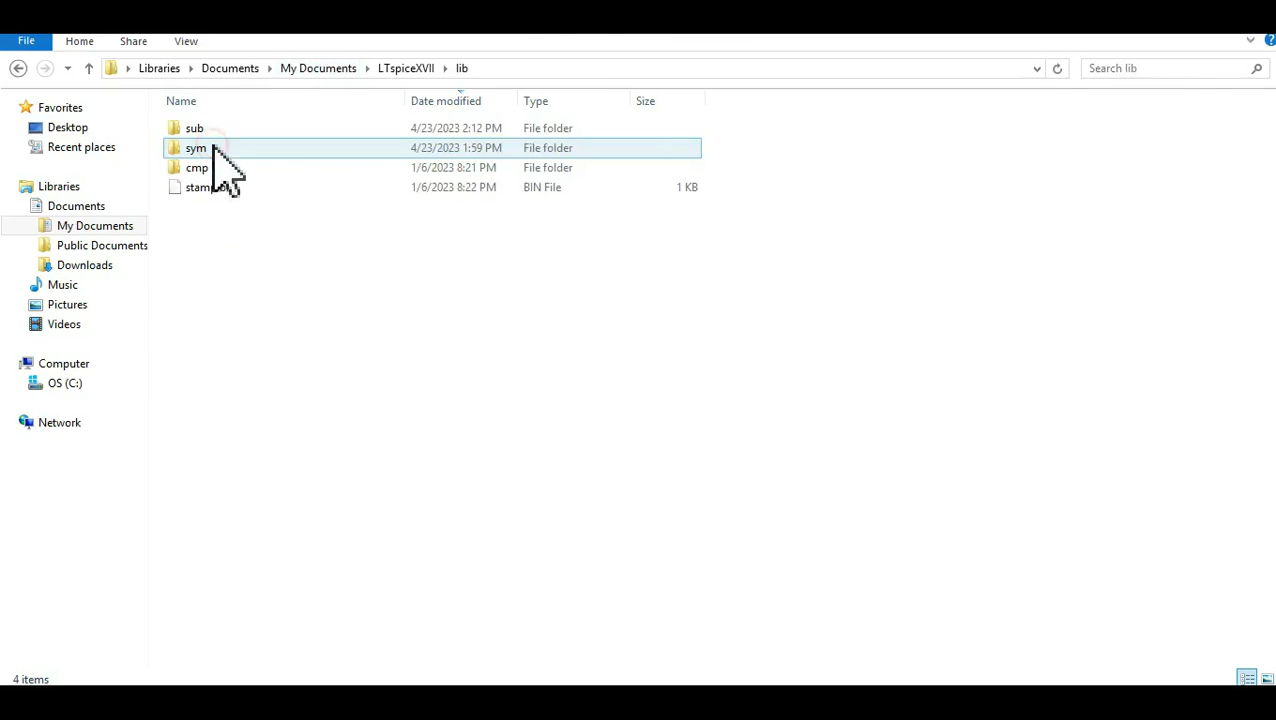 File Home Share View
Libraries Documents My Documents LTspiceXVII lib Search lib
Name Date modified Type Size
Favorites
Desktop
Recent places
Libraries
Documents
My Documents
Public Documents
Downloads
Music
Pictures
Videos
Computer
OS (C:)
Network
sub 4/23/2023 2:12 PM File folder
sym 4/23/2023 1:59 PM File folder
cmp 1/6/2023 8:21 PM File folder
1/6/2023 8:22 PM BIN File 1 KB
4 items